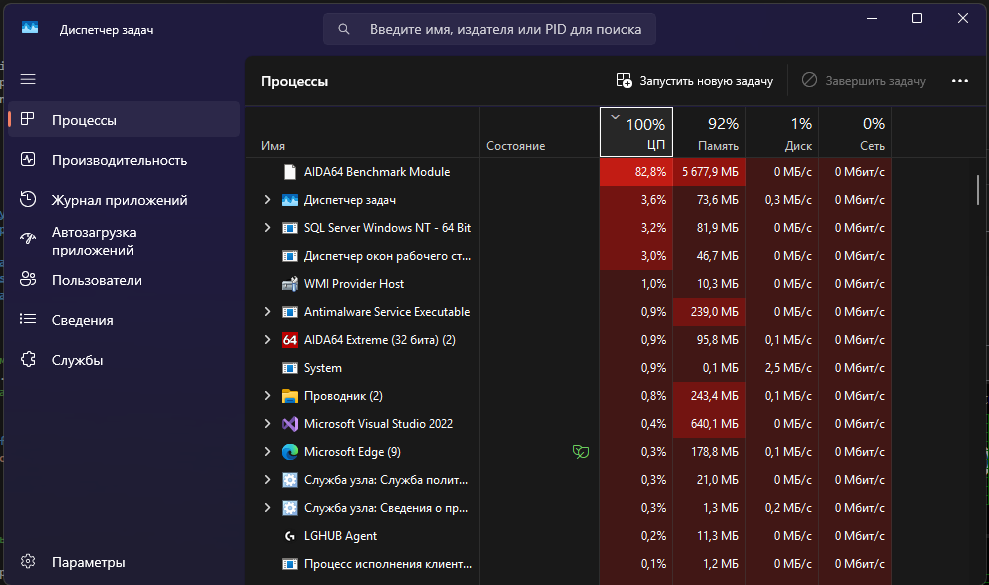 Диспетчер задач
Введите имя, издателя или PID для поиска
Процессы
Производительность
Журнал приложений
Автозагрузка
приложений
Пользователи
Сведения
Службы
Параметры
Процессы
Запустить новую задачу
Завершить задачу
100% 92% 1% 0%
Имя Состояние ЦП Память Диск Сеть
AIDA64 Benchmark Module 82,8% 5 677,9 МБ 0 МБ/с 0 Мбит/с
Диспетчер задач 3,6% 73,6 МБ 0,3 МБ/с 0 Мбит/с
SQL Server Windows NT - 64 Bit 3,2% 81,9 МБ 0 МБ/с 0 Мбит/с
Диспетчер окон рабочего ст... 3,0% 46,7 МБ 0 МБ/с 0 Мбит/с
WMI Provider Host 1,0% 10,3 МБ 0 МБ/с 0 Мбит/с
Antimalware Service Executable 0,9% 239,0 МБ 0 МБ/с 0 Мбит/с
64 AIDA64 Extreme (32 бита) (2) 0,9% 95,8 МБ 0,1 МБ/с 0 Мбит/с
System 0,9% 0,1 МБ 2,5 МБ/с 0 Мбит/с
Проводник (2) 0,8% 243,4 МБ 0,1 МБ/с 0 Мбит/с
Microsoft Visual Studio 2022 0,4% 640,1 МБ 0 МБ/с 0 Мбит/с
Microsoft Edge (9) 0,3% 178,8 МБ 0,1 МБ/с 0 Мбит/с
Служба узла: Служба полит... 0,3% 21,0 МБ 0 МБ/с 0 Мбит/с
Служба узла: Сведения о пр... 0,3% 1,3 МБ 0,2 МБ/с 0 Мбит/с
LGHUB Agent 0,2% 11,3 МБ 0 МБ/с 0 Мбит/с
Процесс исполнения клиент... 0,1% 1,2 МБ 0 МБ/с 0 Мбит/с